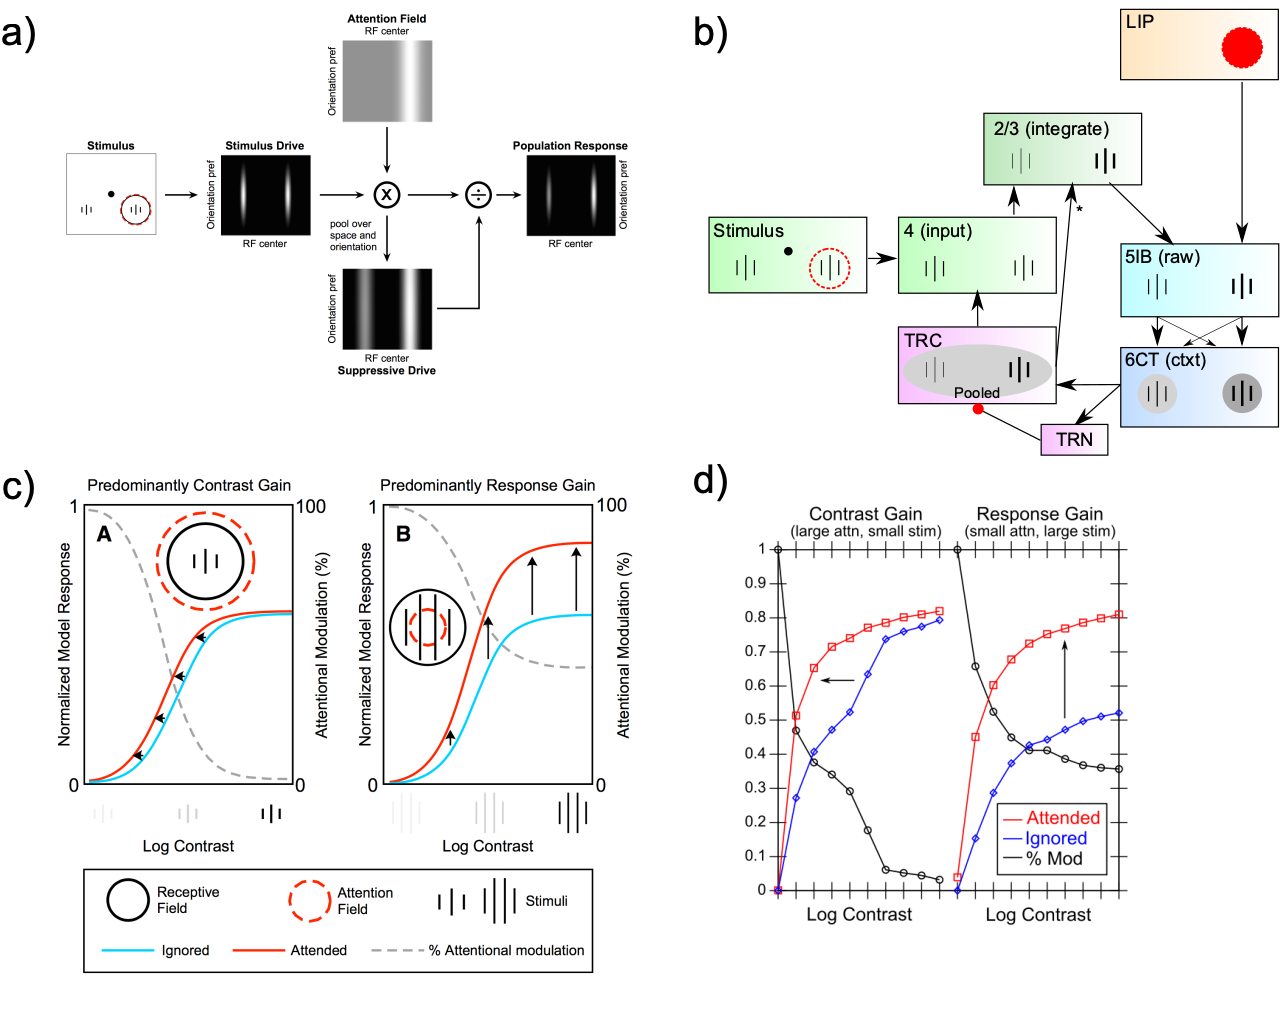 a)
Attention Field
RF center
Orientation pref
Stimulus
Stimulus Drive
Orientation pref
RF center
X
÷
pool over
space and
orientation
Population Response
Orientation pref
RF center
Orientation pref
RF center
Suppressive Drive
b)
LIP
2/3 (integrate)
*
Stimulus
4 (input)
5IB (raw)
TRC
Pooled
6CT (ctxt)
TRN
c)
Predominantly Contrast Gain
1
100
A
Normalized Model Response
Attentional Modulation (%)
0
0
Log Contrast
Predominantly Response Gain
1
100
B
Normalized Model Response
Attentional Modulation (%)
0
0
Log Contrast
Receptive
Field
Attention
Field
Stimuli
Ignored
Attended
% Attentional modulation
d)
Contrast Gain
(large attn, small stim)
Response Gain
(small attn, large stim)
1
0.9
0.8
0.7
0.6
0.5
0.4
0.3
0.2
0.1
0
Attended
Ignored
% Mod
Log Contrast
Log Contrast